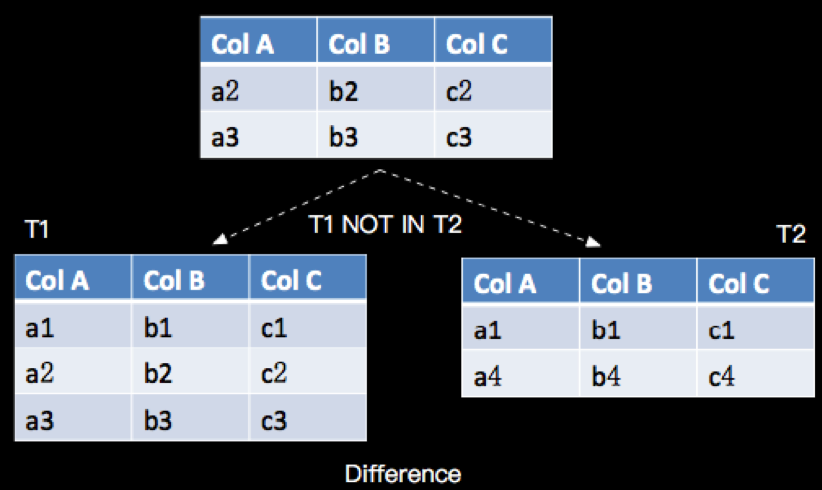 Col A Col B Col C
a2 b2 c2
a3 b3 c3
T1 NOT IN T2
T1
Col A Col B Col C
a1 b1 c1
a2 b2 c2
a3 b3 c3
T2
Col A Col B Col C
a1 b1 c1
a4 b4 c4
Difference